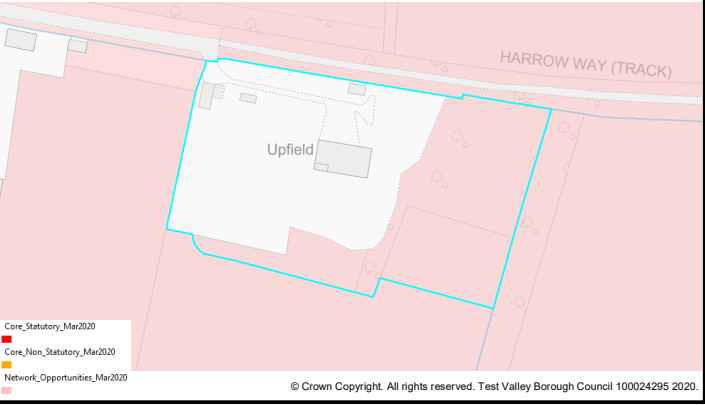 HARROW WAY (TRACK)
Upfield
Core_Statutory_Mar2020
Core_Non_Statutory_Mar2020
Network_Opportunities_Mar2020
© Crown Copyright. All rights reserved. Test Valley Borough Council 100024295 2020.